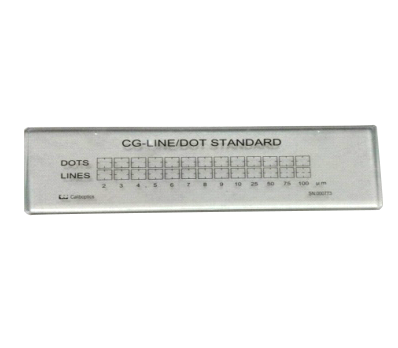 CG-LINE/DOT STANDARD
DOTS
LINES
2 3 4 5 6 7 8 9 10 25 50 75 100 µm